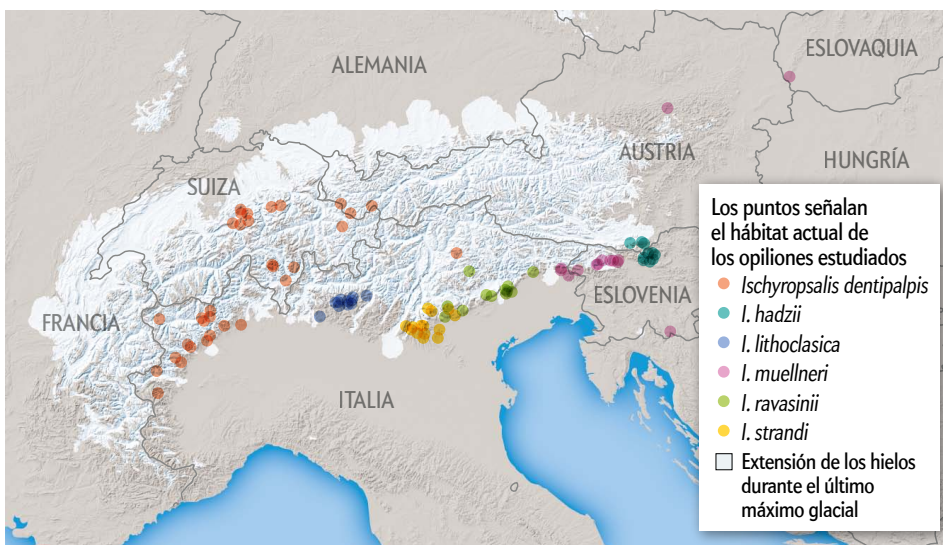 ESLOVAQUIA
ALEMANIA
AUSTRIA
HUNGRÍA
SUIZA
ESLOVENIA
FRANCIA
ITALIA
Los puntos señalan
el hábitat actual de
los opiliones estudiados
Ischyropsalis dentipalpis
I. hadzii
I. lithoclasica
I. muellneri
I. ravasinii
I. strandi
Extensión de los hielos
durante el último
máximo glacial